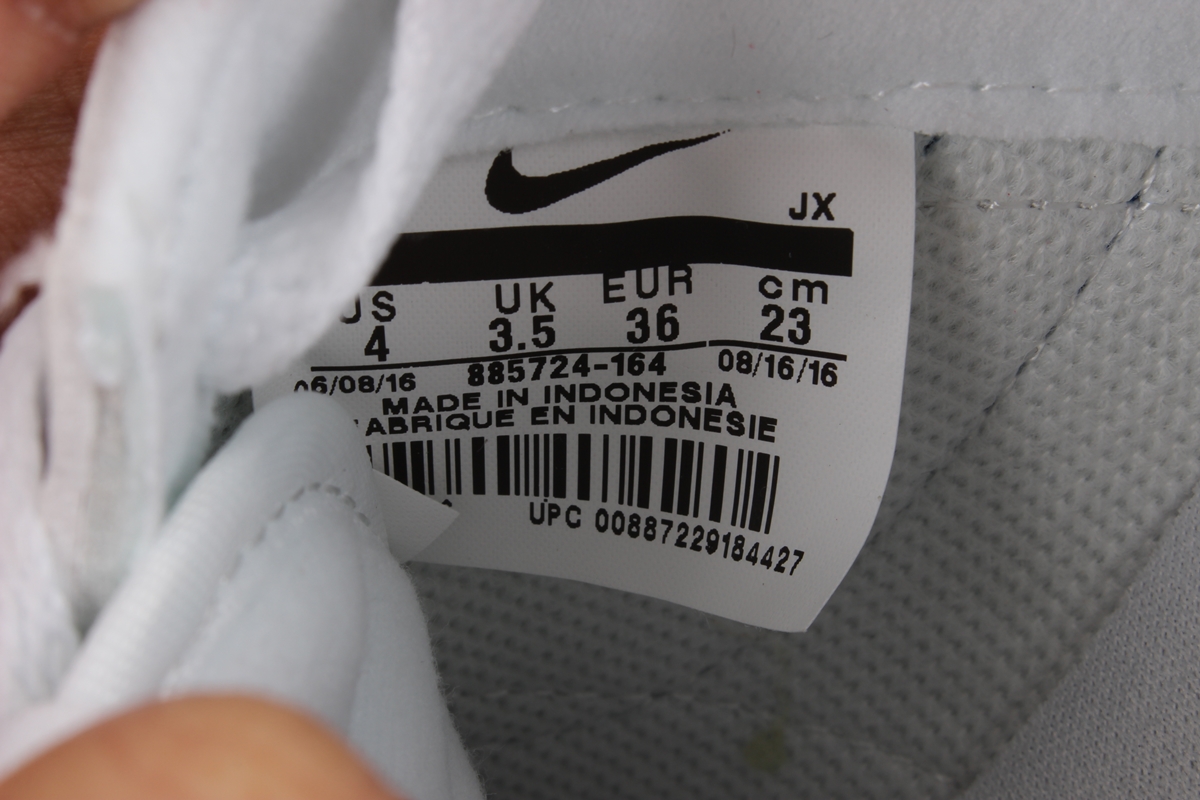 JX
US UK EUR cm
4 3.5 36 23
06/08/16 885724-164 08/16/16
MADE IN INDONESIA
FABRIQUE EN INDONESIE
UPC 00887229184427